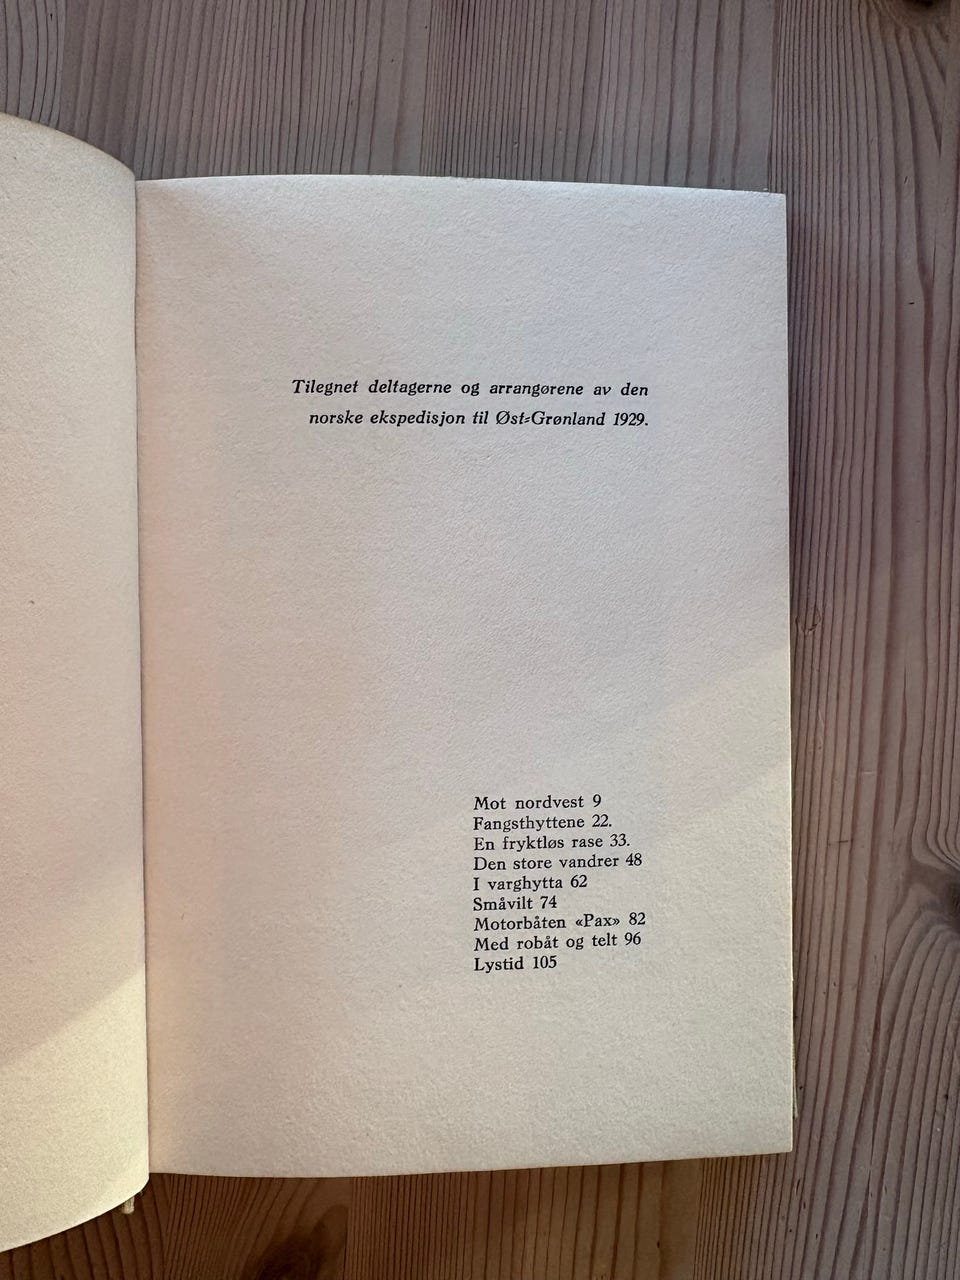 Tilegnet deltagerne og arrangørene av den
norske ekspedisjon til Øst-Grønland 1929.
Mot nordvest 9
Fangsthyttene 22.
En fryktløs rase 33.
Den store vandrer 48
I varghytta 62
Småvilt 74
Motorbåten «Pax» 82
Med robåt og telt 96
Lystid 105